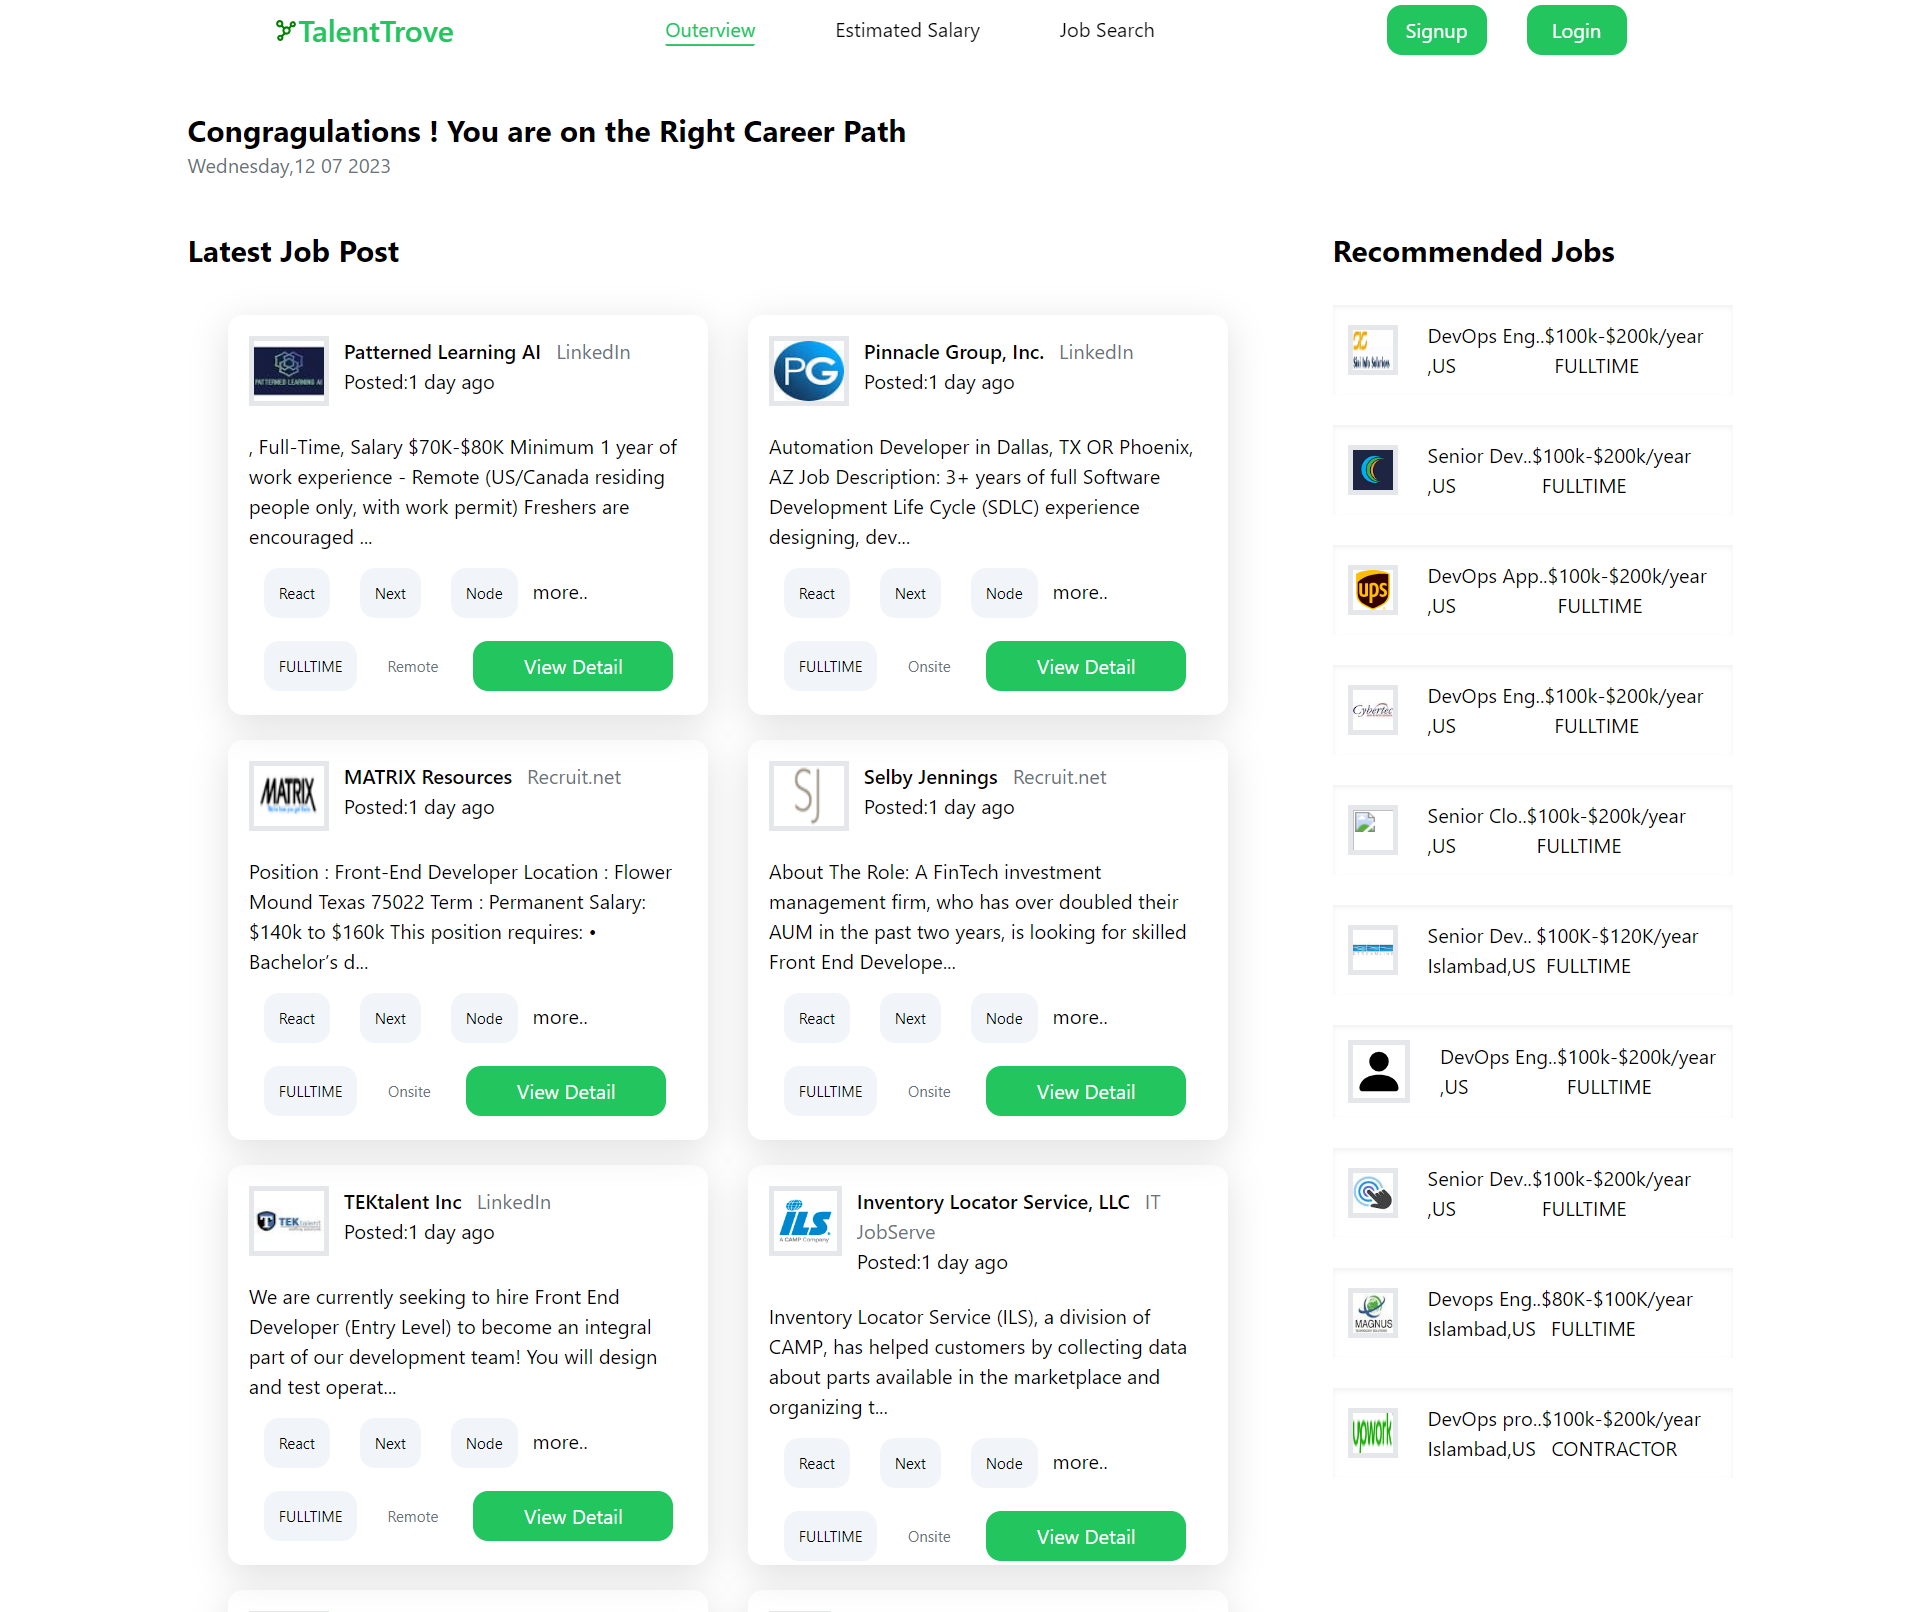 TalentTrove
Outerview
Estimated Salary
Job Search
Signup
Login
Congragulations ! You are on the Right Career Path
Wednesday,12 07 2023
Latest Job Post
PATTERNED LEARNING AI
Patterned Learning AI LinkedIn
Posted:1 day ago
, Full-Time, Salary $70K-$80K Minimum 1 year of
work experience - Remote (US/Canada residing
people only, with work permit) Freshers are
encouraged ...
React
Next
Node
more..
FULLTIME
Remote
View Detail
PG
Pinnacle Group, Inc. LinkedIn
Posted:1 day ago
Automation Developer in Dallas, TX OR Phoenix,
AZ Job Description: 3+ years of full Software
Development Life Cycle (SDLC) experience
designing, dev...
React
Next
Node
more..
FULLTIME
Onsite
View Detail
MATRIX
MATRIX Resources Recruit.net
Posted:1 day ago
Position : Front-End Developer Location : Flower
Mound Texas 75022 Term : Permanent Salary:
$140k to $160k This position requires: •
Bachelor’s d...
React
Next
Node
more..
FULLTIME
Onsite
View Detail
SJ
Selby Jennings Recruit.net
Posted:1 day ago
About The Role: A FinTech investment
management firm, who has over doubled their
AUM in the past two years, is looking for skilled
Front End Develope...
React
Next
Node
more..
FULLTIME
Onsite
View Detail
TEKtalent
TEKtalent Inc LinkedIn
Posted:1 day ago
We are currently seeking to hire Front End
Developer (Entry Level) to become an integral
part of our development team! You will design
and test operat...
React
Next
Node
more..
FULLTIME
Remote
View Detail
ILS
A CAMP Company
Inventory Locator Service, LLC IT
JobServe
Posted:1 day ago
Inventory Locator Service (ILS), a division of
CAMP, has helped customers by collecting data
about parts available in the marketplace and
organizing t...
React
Next
Node
more..
FULLTIME
Onsite
View Detail
Recommended Jobs
DevOps Eng..$100k-$200k/year
,US FULLTIME
Senior Dev..$100k-$200k/year
,US FULLTIME
ups
DevOps App..$100k-$200k/year
,US FULLTIME
Cybertec
DevOps Eng..$100k-$200k/year
,US FULLTIME
Senior Clo..$100k-$200k/year
,US FULLTIME
Senior Dev.. $100K-$120K/year
Islambad,US FULLTIME
DevOps Eng..$100k-$200k/year
,US FULLTIME
Senior Dev..$100k-$200k/year
,US FULLTIME
MAGNUS
Devops Eng..$80K-$100K/year
Islambad,US FULLTIME
upwork
DevOps pro..$100k-$200k/year
Islambad,US CONTRACTOR